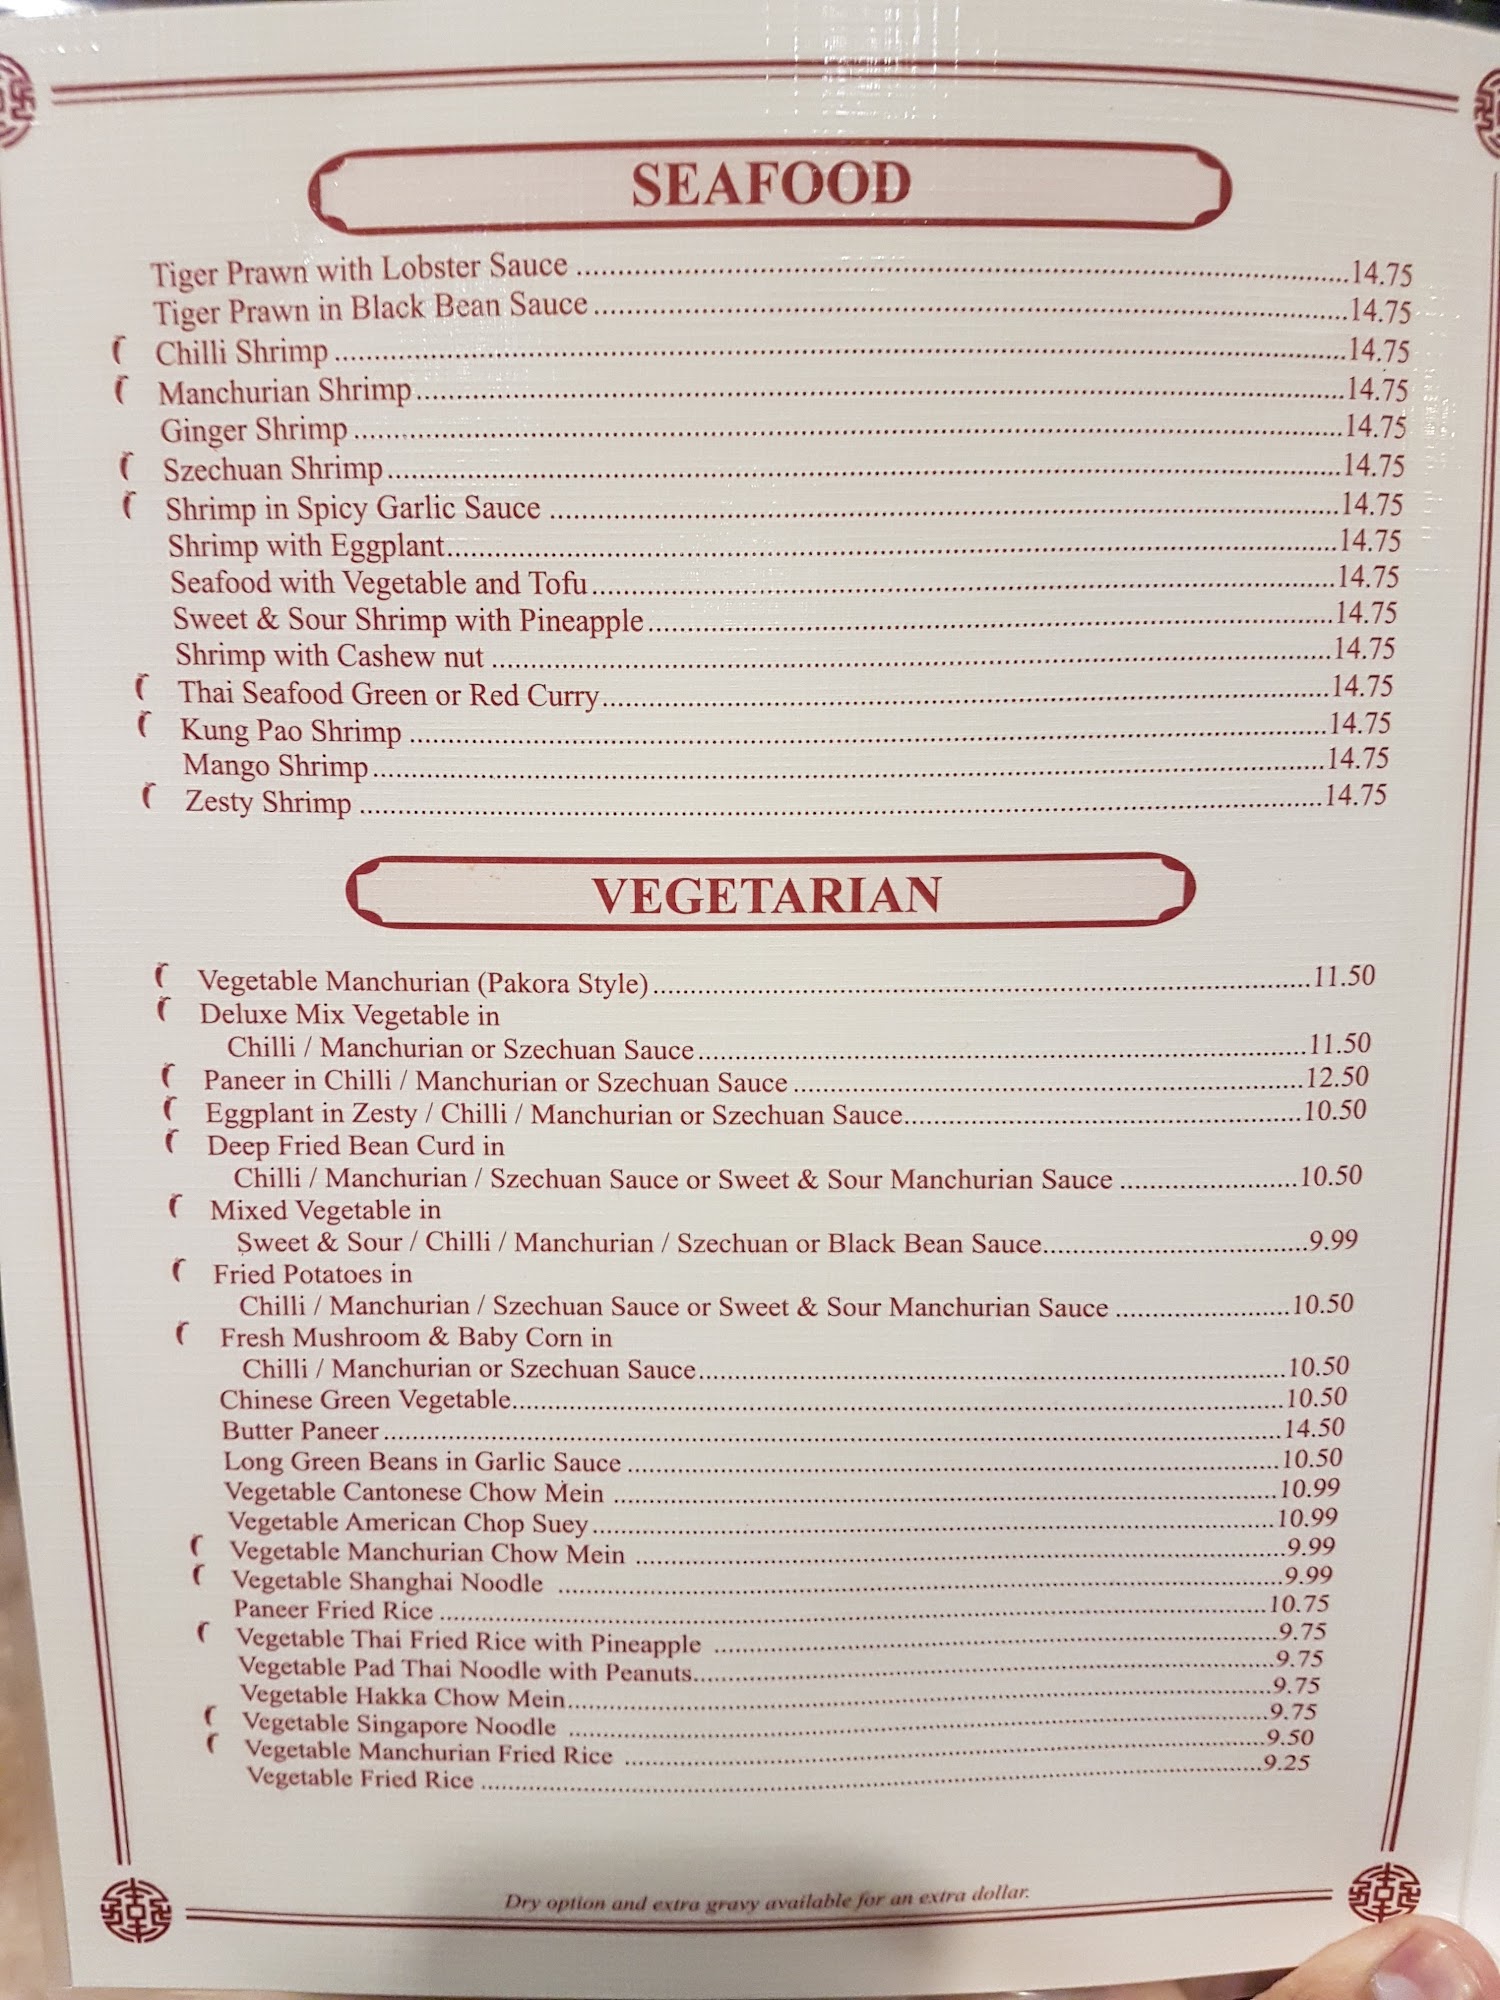 SEAFOOD
Tiger Prawn with Lobster Sauce ........ 14.75
Tiger Prawn in Black Bean Sauce ........ 14.75
Chilli Shrimp ........ 14.75
Manchurian Shrimp ........ 14.75
Ginger Shrimp ........ 14.75
Szechuan Shrimp ........ 14.75
Shrimp in Spicy Garlic Sauce ........ 14.75
Shrimp with Eggplant ........ 14.75
Seafood with Vegetable and Tofu ........ 14.75
Sweet & Sour Shrimp with Pineapple ........ 14.75
Shrimp with Cashew nut ........ 14.75
Thai Seafood Green or Red Curry ........ 14.75
Kung Pao Shrimp ........ 14.75
Mango Shrimp ........ 14.75
Zesty Shrimp ........ 14.75
VEGETARIAN
Vegetable Manchurian (Pakora Style) ........ 11.50
Deluxe Mix Vegetable in
Chilli / Manchurian or Szechuan Sauce ........ 11.50
Paneer in Chilli / Manchurian or Szechuan Sauce ........ 12.50
Eggplant in Zesty / Chilli / Manchurian or Szechuan Sauce ........ 10.50
Deep Fried Bean Curd in
Chilli / Manchurian / Szechuan Sauce or Sweet & Sour Manchurian Sauce ........ 10.50
Mixed Vegetable in
Sweet & Sour / Chilli / Manchurian / Szechuan or Black Bean Sauce ........ 9.99
Fried Potatoes in
Chilli / Manchurian / Szechuan Sauce or Sweet & Sour Manchurian Sauce ........ 10.50
Fresh Mushroom & Baby Corn in
Chilli / Manchurian or Szechuan Sauce ........ 10.50
Chinese Green Vegetable ........ 10.50
Butter Paneer ........ 14.50
Long Green Beans in Garlic Sauce ........ 10.50
Vegetable Cantonese Chow Mein ........ 10.99
Vegetable American Chop Suey ........ 10.99
Vegetable Manchurian Chow Mein ........ 9.99
Vegetable Shanghai Noodle ........ 9.99
Paneer Fried Rice ........ 10.75
Vegetable Thai Fried Rice with Pineapple ........ 9.75
Vegetable Pad Thai Noodle with Peanuts ........ 9.75
Vegetable Hakka Chow Mein ........ 9.75
Vegetable Singapore Noodle ........ 9.75
Vegetable Manchurian Fried Rice ........ 9.50
Vegetable Fried Rice ........ 9.25
Dry option and extra gravy available for an extra dollar.